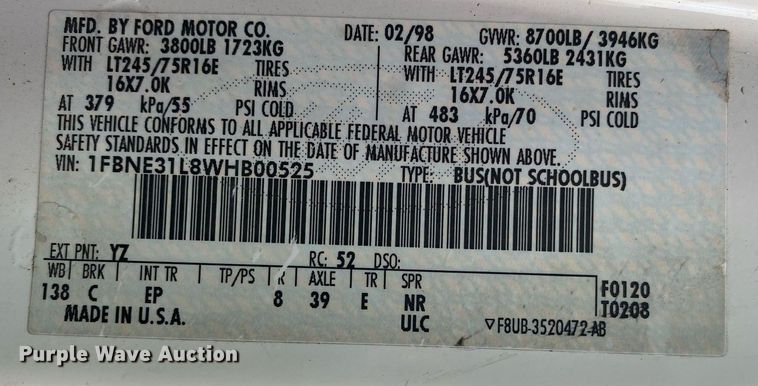 MFD. BY FORD MOTOR CO.
DATE: 02/98 GVWR: 8700LB/ 3946KG
FRONT GAWR: 3800LB 1723KG
REAR GAWR: 5360LB 2431KG
WITH LT245/75R16E TIRES
WITH LT245/75R16E TIRES
16X7.0K RIMS
16X7.0K RIMS
AT 379 kPa/55 PSI COLD
AT 483 kPa/70 PSI COLD
THIS VEHICLE CONFORMS TO ALL APPLICABLE FEDERAL MOTOR VEHICLE
SAFETY STANDARDS IN EFFECT ON THE DATE OF MANUFACTURE SHOWN ABOVE.
VIN: 1FBNE31L8WHB00525
TYPE: BUS(NOT SCHOOLBUS)
EXT PNT: YZ RC: 52 DSO:
WB BRK INT TR TP/PS R AXLE TR SPR
F0120
138 C EP 8 39 E NR
T0208
MADE IN U.S.A. ULC ▽F8UB-3520472-AB
Purple Wave Auction